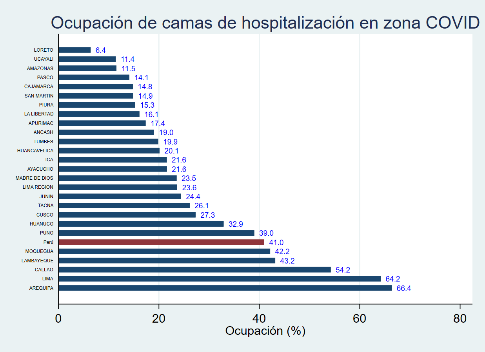 Ocupación de camas de hospitalización en zona COVID
LORETO 6.4
UCAYALI 11.4
AMAZONAS 11.5
PASCO 14.1
CAJAMARCA 14.8
SAN MARTIN 14.9
PIURA 15.3
LA LIBERTAD 16.1
APURIMAC 17.4
ANCASH 19.0
TUMBES 19.9
HUANCAVELICA 20.1
ICA 21.6
AYACUCHO 21.6
MADRE DE DIOS 23.5
LIMA REGION 23.6
JUNIN 24.4
TACNA 26.1
CUSCO 27.3
HUANUCO 32.9
PUNO 39.0
Perú 41.0
MOQUEGUA 42.2
LAMBAYEQUE 43.2
CALLAO 54.2
LIMA 64.2
AREQUIPA 66.4
0 20 40 60 80
Ocupación (%)